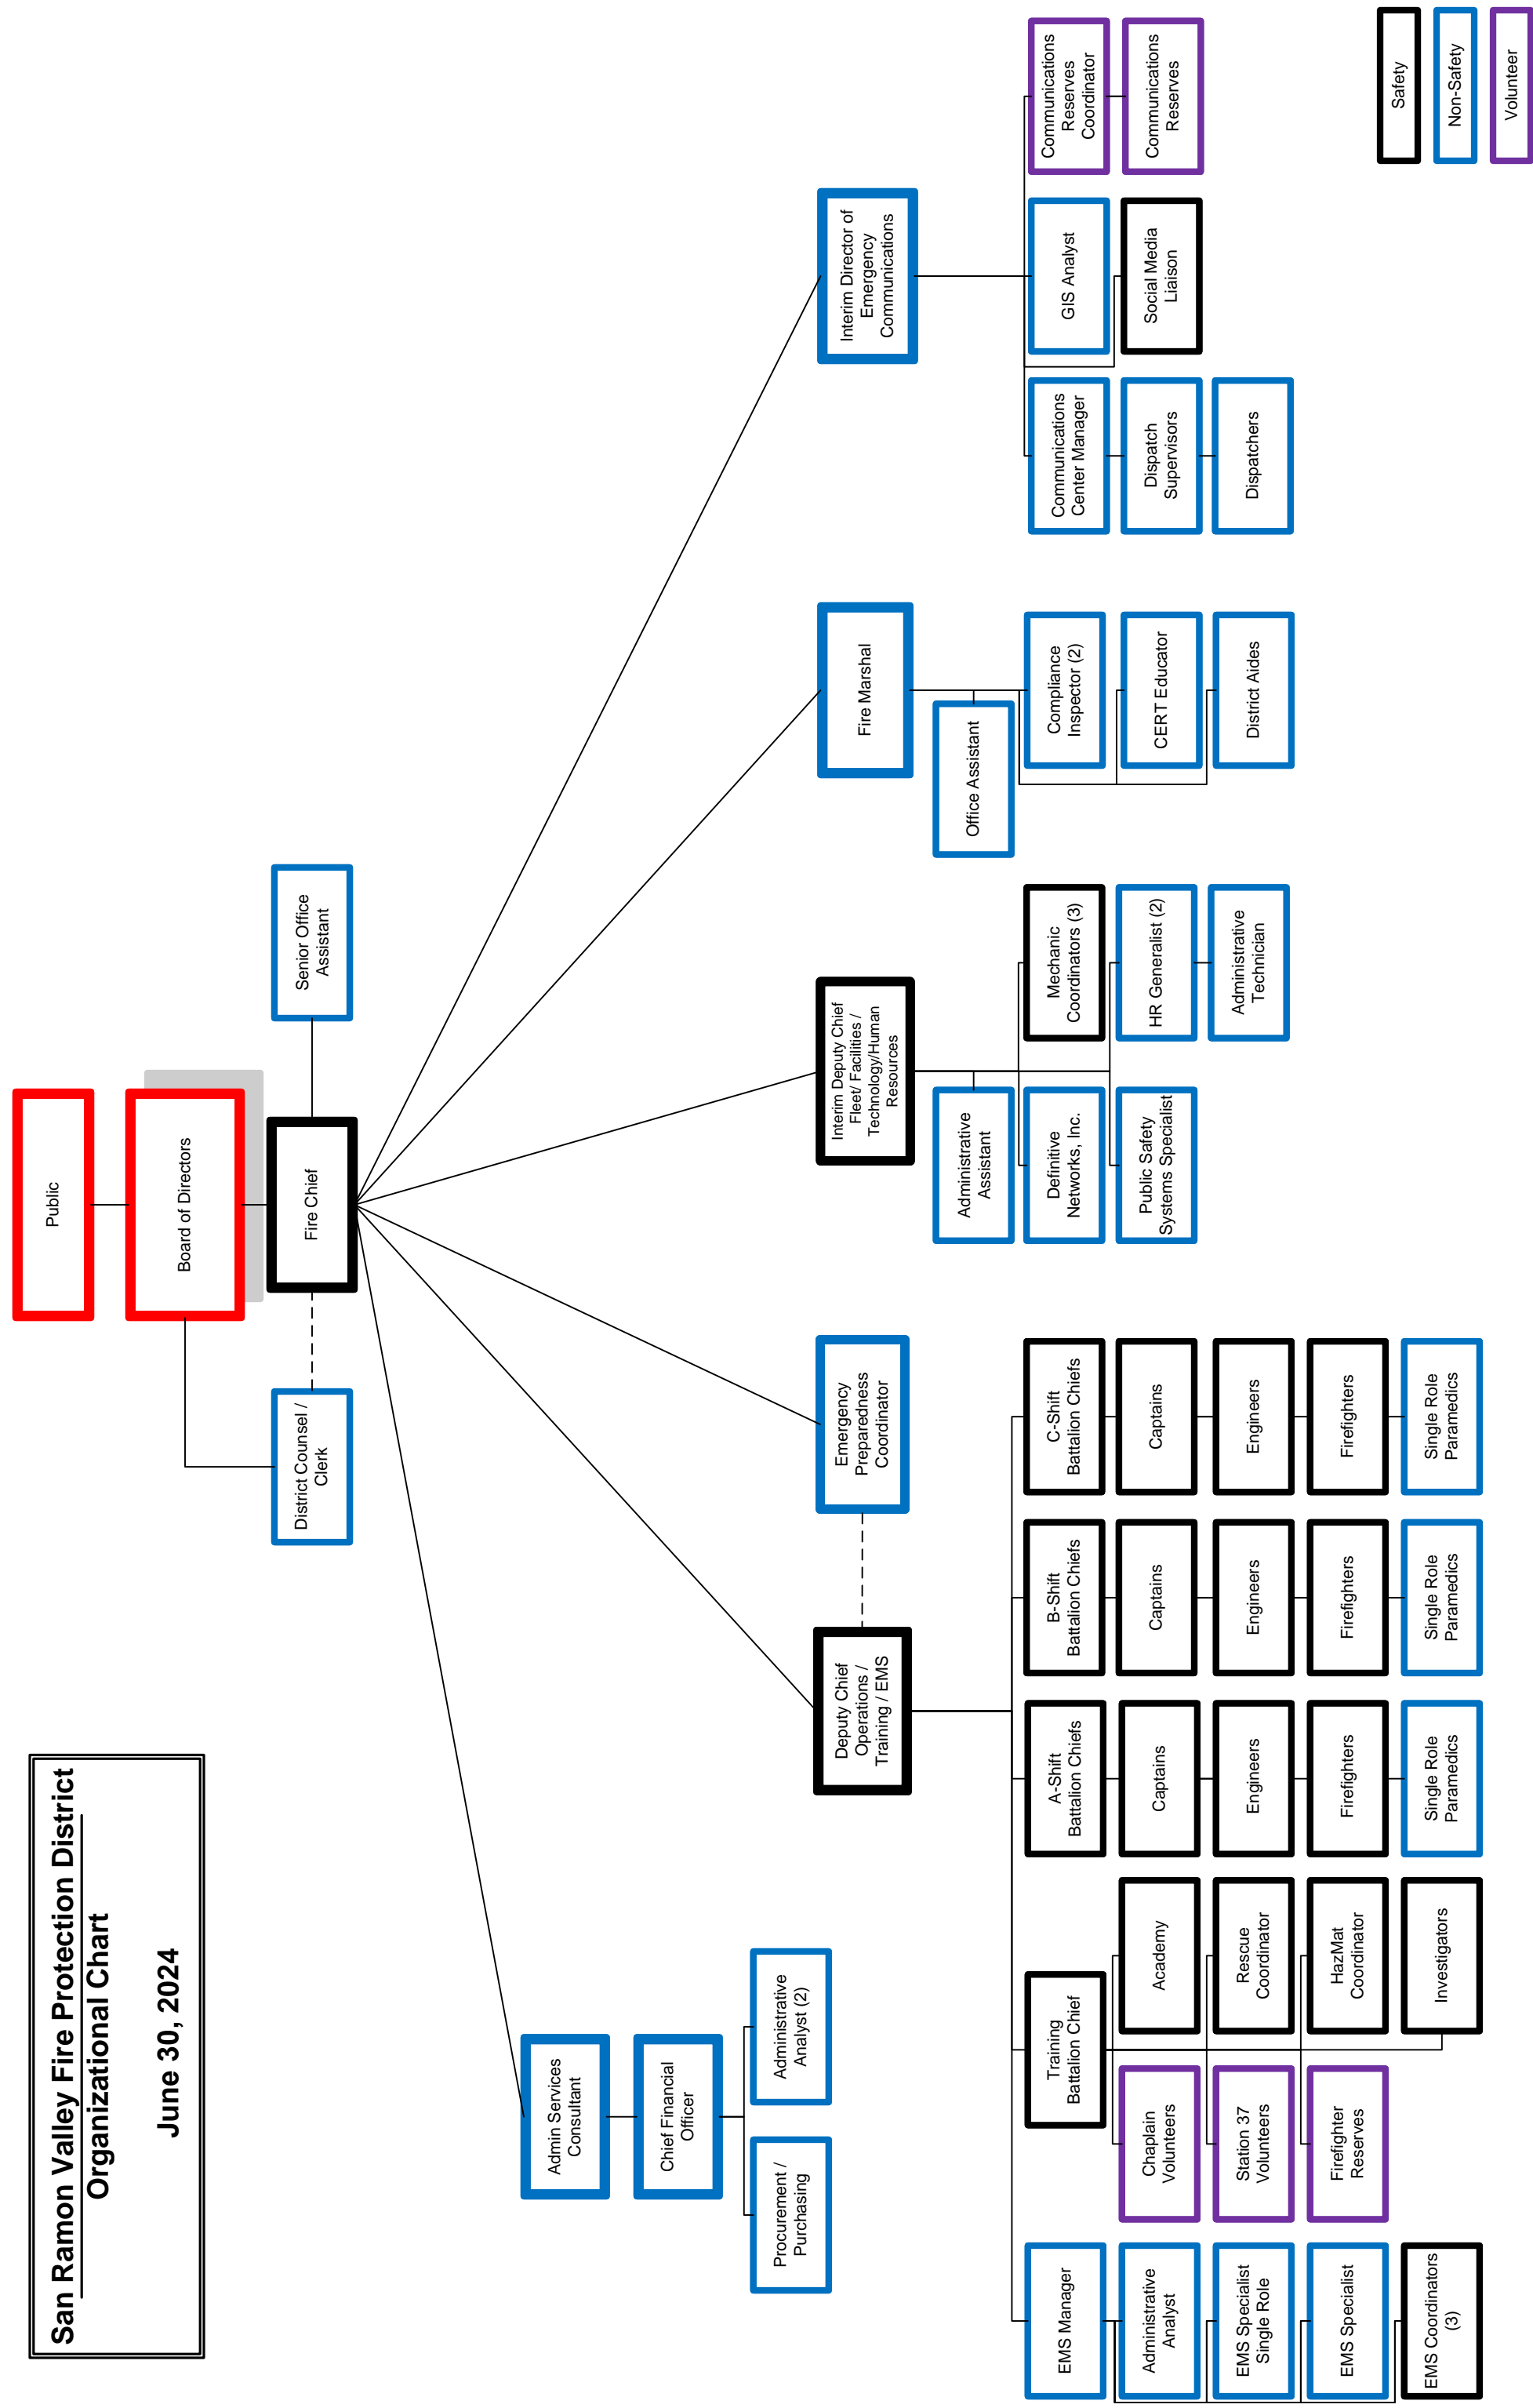 San Ramon Valley Fire Protection District
Organizational Chart
June 30, 2024
Public
Board of Directors
District Counsel /
Clerk
Fire Chief
Senior Office
Assistant
Admin Services
Consultant
Chief Financial
Officer
Procurement /
Purchasing
Administrative
Analyst (2)
Deputy Chief
Operations /
Training / EMS
Emergency
Preparedness
Coordinator
Interim Deputy Chief
Fleet/ Facilities /
Technology/Human
Resources
Fire Marshal
Interim Director of
Emergency
Communications
EMS Manager
Administrative
Analyst
EMS Specialist
Single Role
EMS Specialist
EMS Coordinators
(3)
Training
Battalion Chief
Chaplain
Volunteers
Academy
Station 37
Volunteers
Rescue
Coordinator
Firefighter
Reserves
HazMat
Coordinator
Investigators
A-Shift
Battalion Chiefs
Captains
Engineers
Firefighters
Single Role
Paramedics
B-Shift
Battalion Chiefs
Captains
Engineers
Firefighters
Single Role
Paramedics
C-Shift
Battalion Chiefs
Captains
Engineers
Firefighters
Single Role
Paramedics
Administrative
Assistant
Definitive
Networks, Inc.
Mechanic
Coordinators (3)
Public Safety
Systems Specialist
HR Generalist (2)
Administrative
Technician
Office Assistant
Compliance
Inspector (2)
CERT Educator
District Aides
Communications
Center Manager
Dispatch
Supervisors
Dispatchers
GIS Analyst
Social Media
Liaison
Communications
Reserves
Coordinator
Communications
Reserves
Safety
Non-Safety
Volunteer